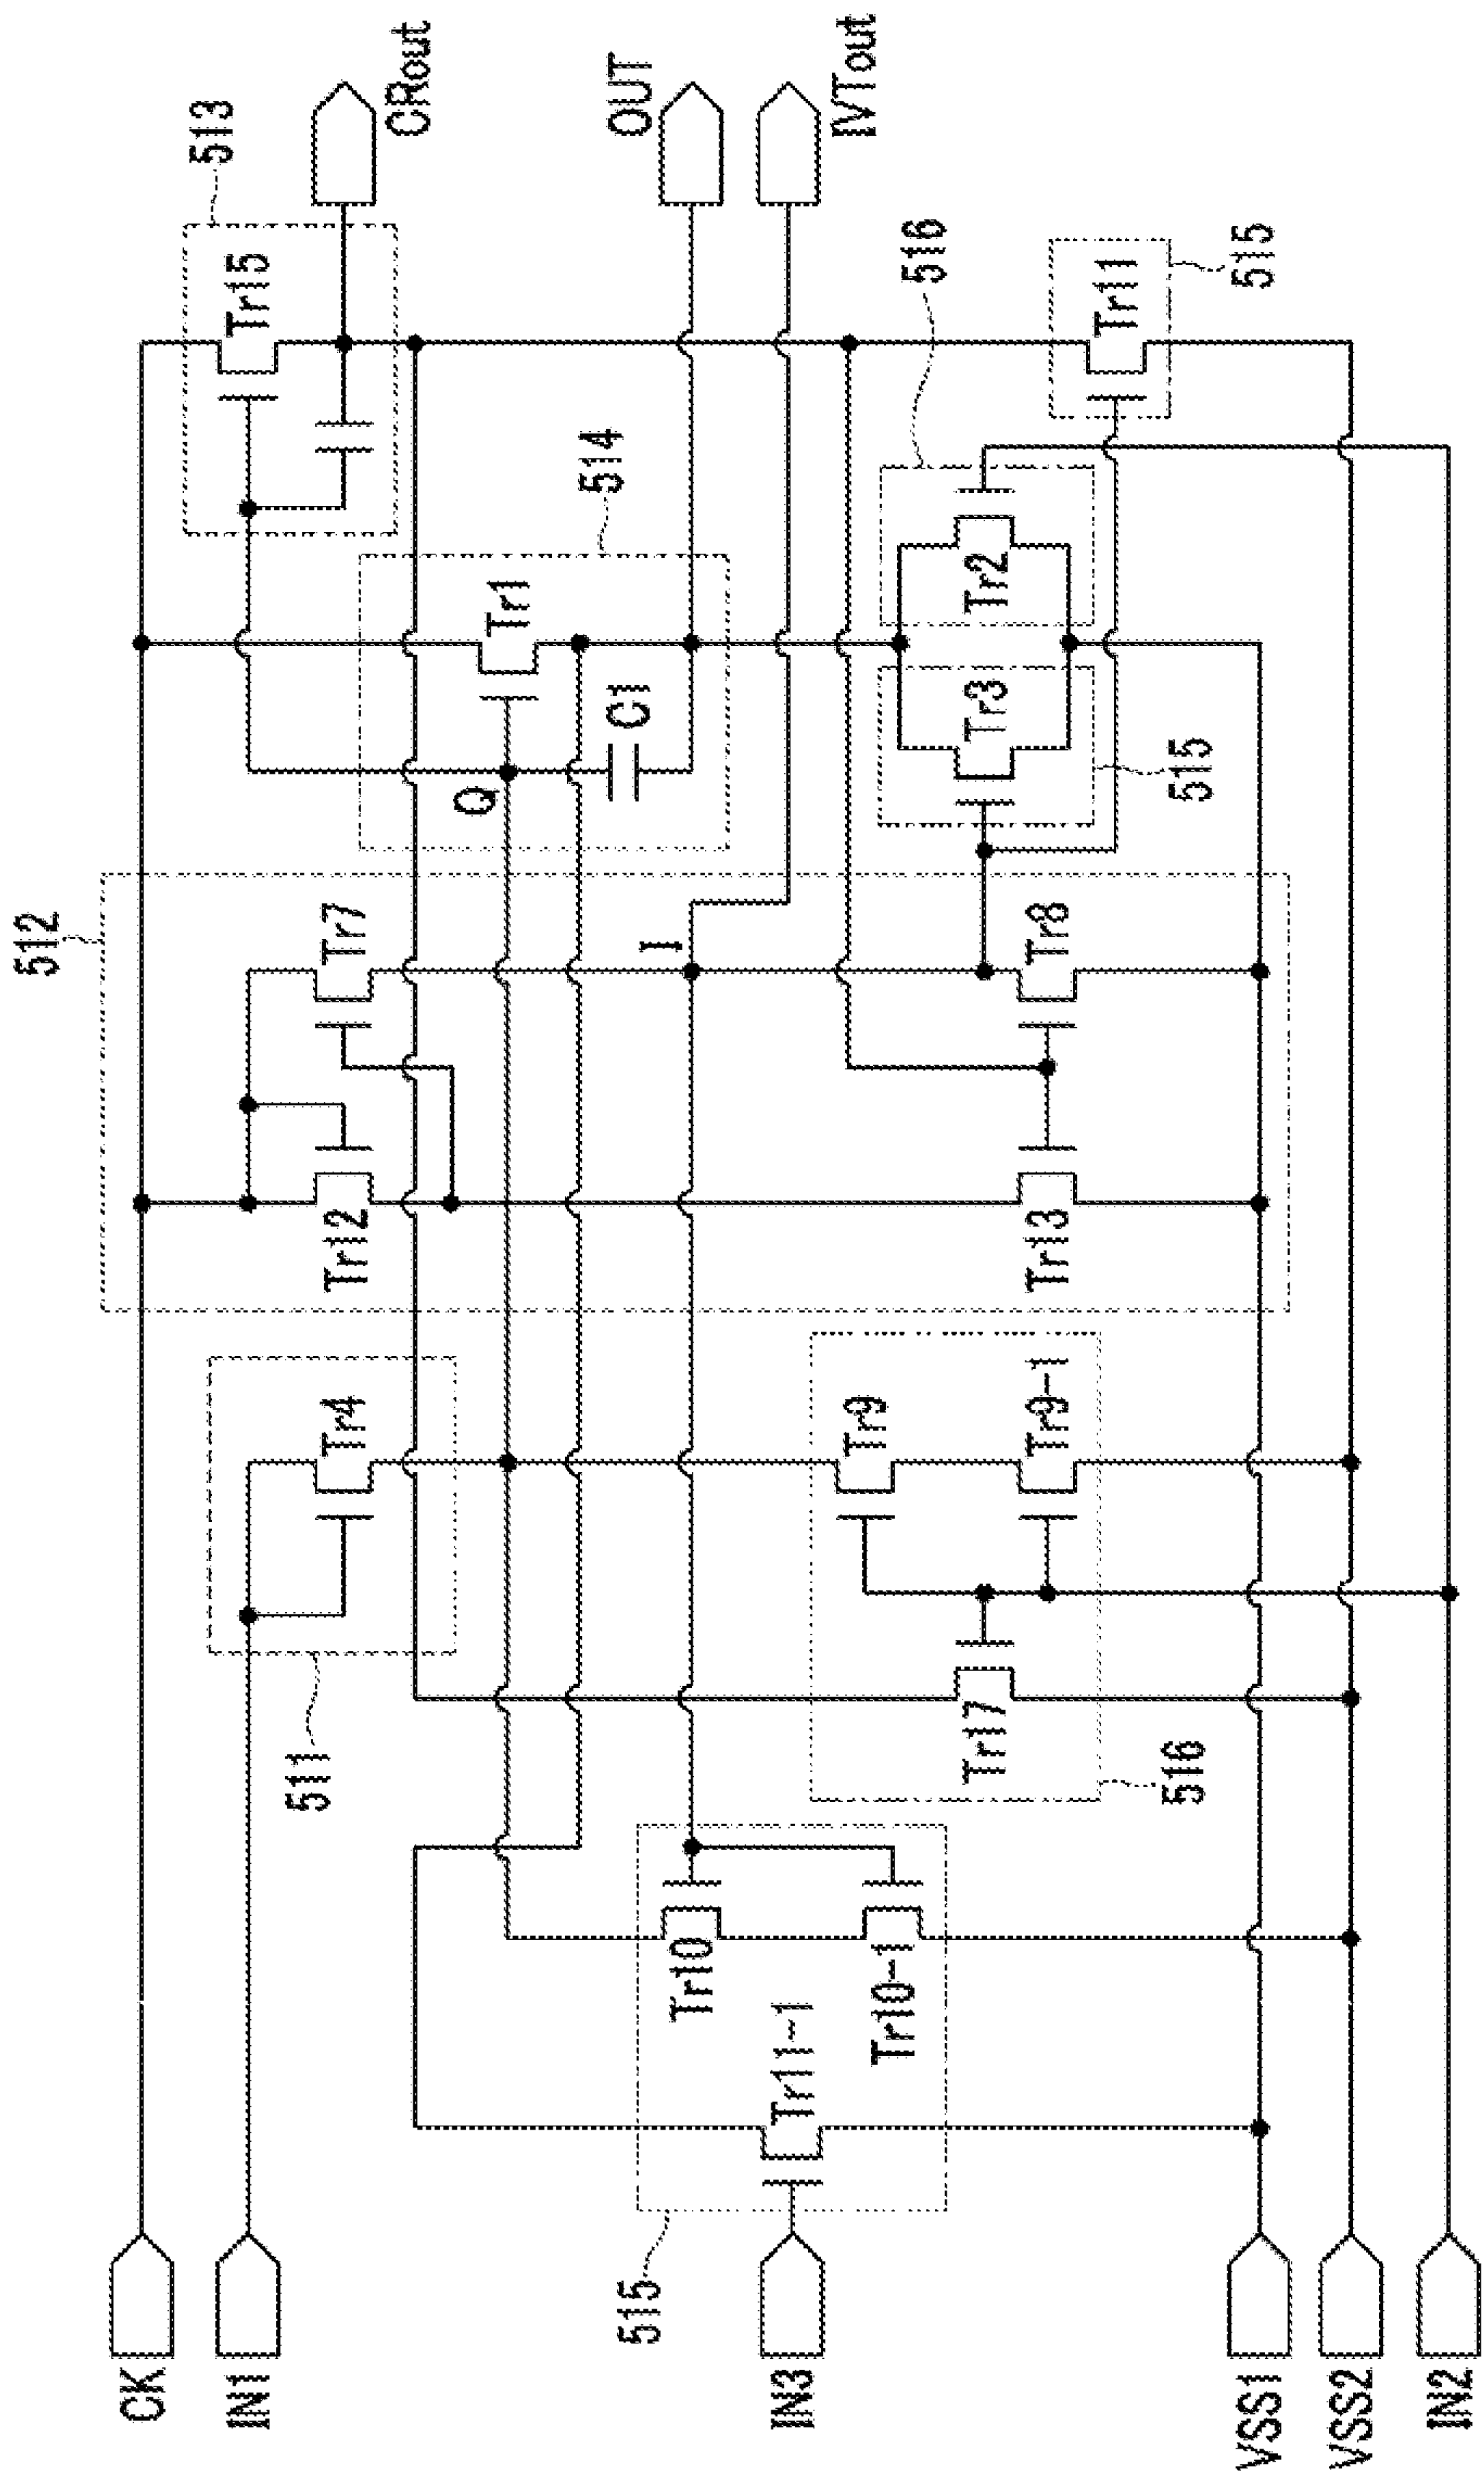 CK
IN1
IN3
VSS1
VSS2
IN2
CRout
OUT
IVTout
511
512
513
514
515
515
515
516
516
Tr4
Tr12
Tr7
Tr15
Tr1
C1
Q
I
Tr10
Tr10-1
Tr11-1
Tr17
Tr9
Tr9-1
Tr13
Tr8
Tr3
Tr2
Tr11